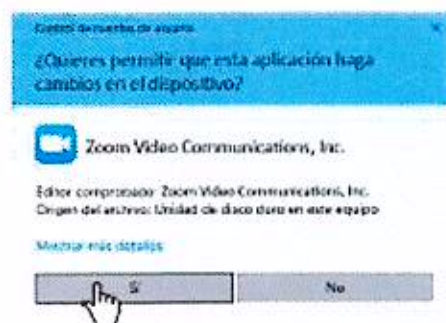 Control de cuentas de usuario
¿Quieres permitir que esta aplicación haga
cambios en el dispositivo?
Zoom Video Communications, Inc.
Editor comprobado: Zoom Video Communications, Inc.
Origen del archivo: Unidad de disco duro en este equipo
Mostrar más detalles
Sí
No